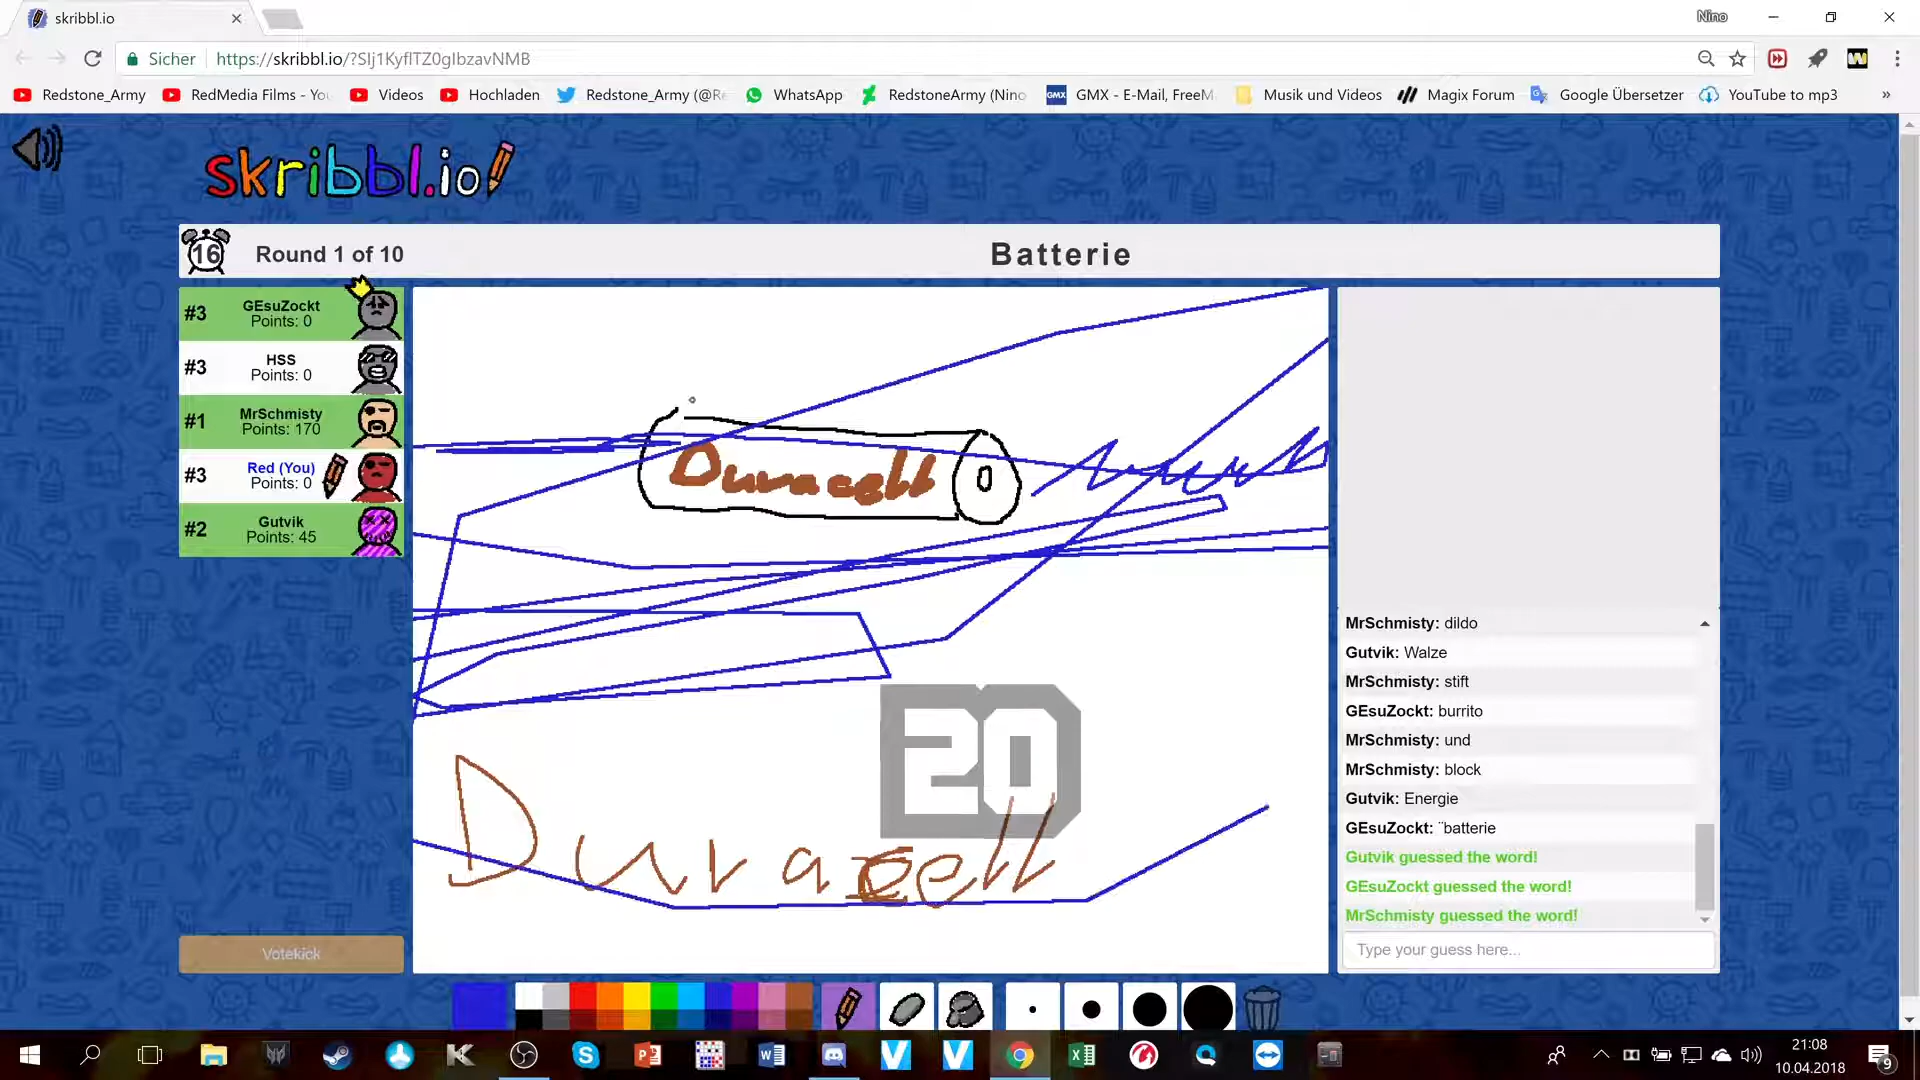 skribbl.io
Nino
Sicher
https://skribbl.io/?SIj1KyflTZ0gIbzavNMB
Redstone_Army
RedMedia Films - You
Videos
Hochladen
Redstone_Army (@Re
WhatsApp
RedstoneArmy (Nino
GMX - E-Mail, FreeM
Musik und Videos
Magix Forum
Google Übersetzer
YouTube to mp3
»
skribbl.io
16
Round 1 of 10
Batterie
#3
GEsuZockt
Points: 0
#3
HSS
Points: 0
#1
MrSchmisty
Points: 170
#3
Red (You)
Points: 0
#2
Gutvik
Points: 45
Votekick
Duracell
20
Duracell
MrSchmisty: dildo
Gutvik: Walze
MrSchmisty: stift
GEsuZockt: burrito
MrSchmisty: und
MrSchmisty: block
Gutvik: Energie
GEsuZockt: ¨batterie
Gutvik guessed the word!
GEsuZockt guessed the word!
MrSchmisty guessed the word!
Type your guess here...
21:08
10.04.2018
9